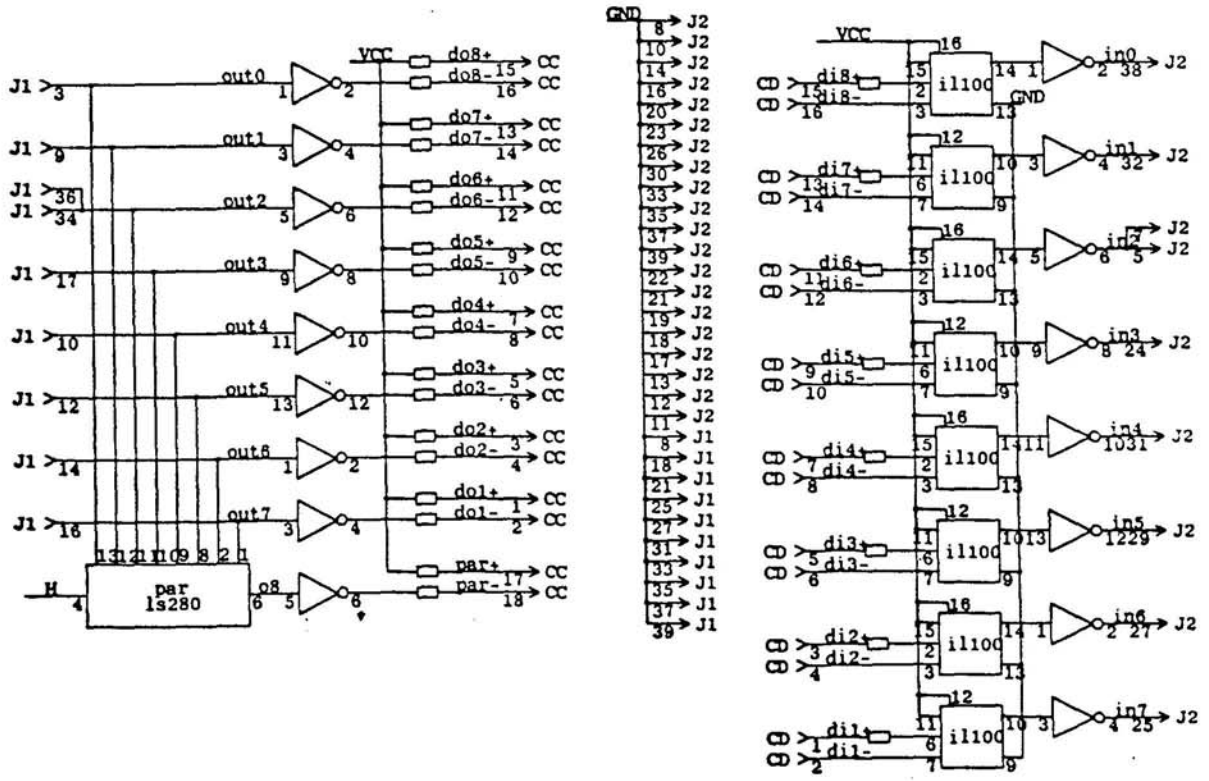 J1 3 out0 1 2 VCC do8+ 15 CC
do8- 16 CC
J1 9 out1 3 4 do7+ 13 CC
do7- 14 CC
J1 36
J1 34 out2 5 6 do6+ 11 CC
do6- 12 CC
J1 17 out3 9 8 do5+ 9 CC
do5- 10 CC
J1 10 out4 11 10 do4+ 7 CC
do4- 8 CC
J1 12 out5 13 12 do3+ 5 CC
do3- 6 CC
J1 14 out6 1 2 do2+ 3 CC
do2- 4 CC
J1 16 out7 3 4 do1+ 1 CC
do1- 2 CC
13 12 11 10 9 8 2 1
H 4 par 6 o8 5 6 par+ 17 CC
ls280 par- 18 CC
GND 8 J2
10 J2
14 J2
16 J2
20 J2
23 J2
26 J2
30 J2
33 J2
35 J2
37 J2
39 J2
22 J2
21 J2
19 J2
18 J2
17 J2
13 J2
12 J2
11 J2
8 J1
18 J1
21 J1
25 J1
27 J1
31 J1
33 J1
35 J1
37 J1
39 J1
VCC 16
15 il100 14 1 2 in0 38 J2
CD 15 di8+ 2
CD 16 di8- 3 13 GND
12
11 il100 10 3 4 in1 32 J2
CD 13 di7+ 6
CD 14 di7- 7 9
16
7 J2
15 il100 14 5 6 in2 5 J2
CD 11 di6+ 2
CD 12 di6- 3 13
12
11 il100 10 9 8 in3 24 J2
CD 9 di5+ 6
CD 10 di5- 7 9
16
15 il100 14 11 10 in4 31 J2
CD 7 di4+ 2
CD 8 di4- 3 13
12
11 il100 10 13 12 in5 29 J2
CD 5 di3+ 6
CD 6 di3- 7 9
16
15 il100 14 1 2 in6 27 J2
CD 3 di2+ 2
CD 4 di2- 3 13
12
11 il100 10 3 4 in7 25 J2
CD 1 di1+ 6
CD 2 di1- 7 9